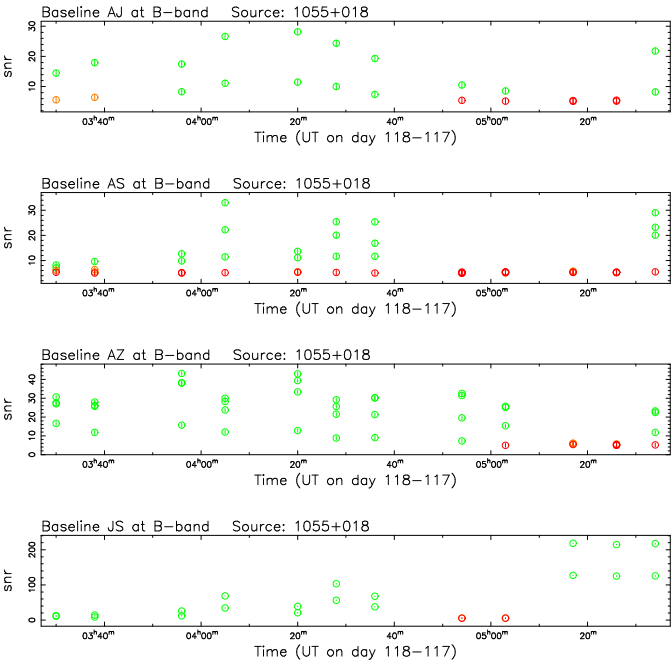 Baseline AJ at B-band Source: 1055+018
snr
10 20 30
03h40m 04h00m 20m 40m 05h00m 20m
Time (UT on day 118-117)
Baseline AS at B-band Source: 1055+018
snr
10 20 30
03h40m 04h00m 20m 40m 05h00m 20m
Time (UT on day 118-117)
Baseline AZ at B-band Source: 1055+018
snr
0 10 20 30 40
03h40m 04h00m 20m 40m 05h00m 20m
Time (UT on day 118-117)
Baseline JS at B-band Source: 1055+018
snr
0 100 200
03h40m 04h00m 20m 40m 05h00m 20m
Time (UT on day 118-117)